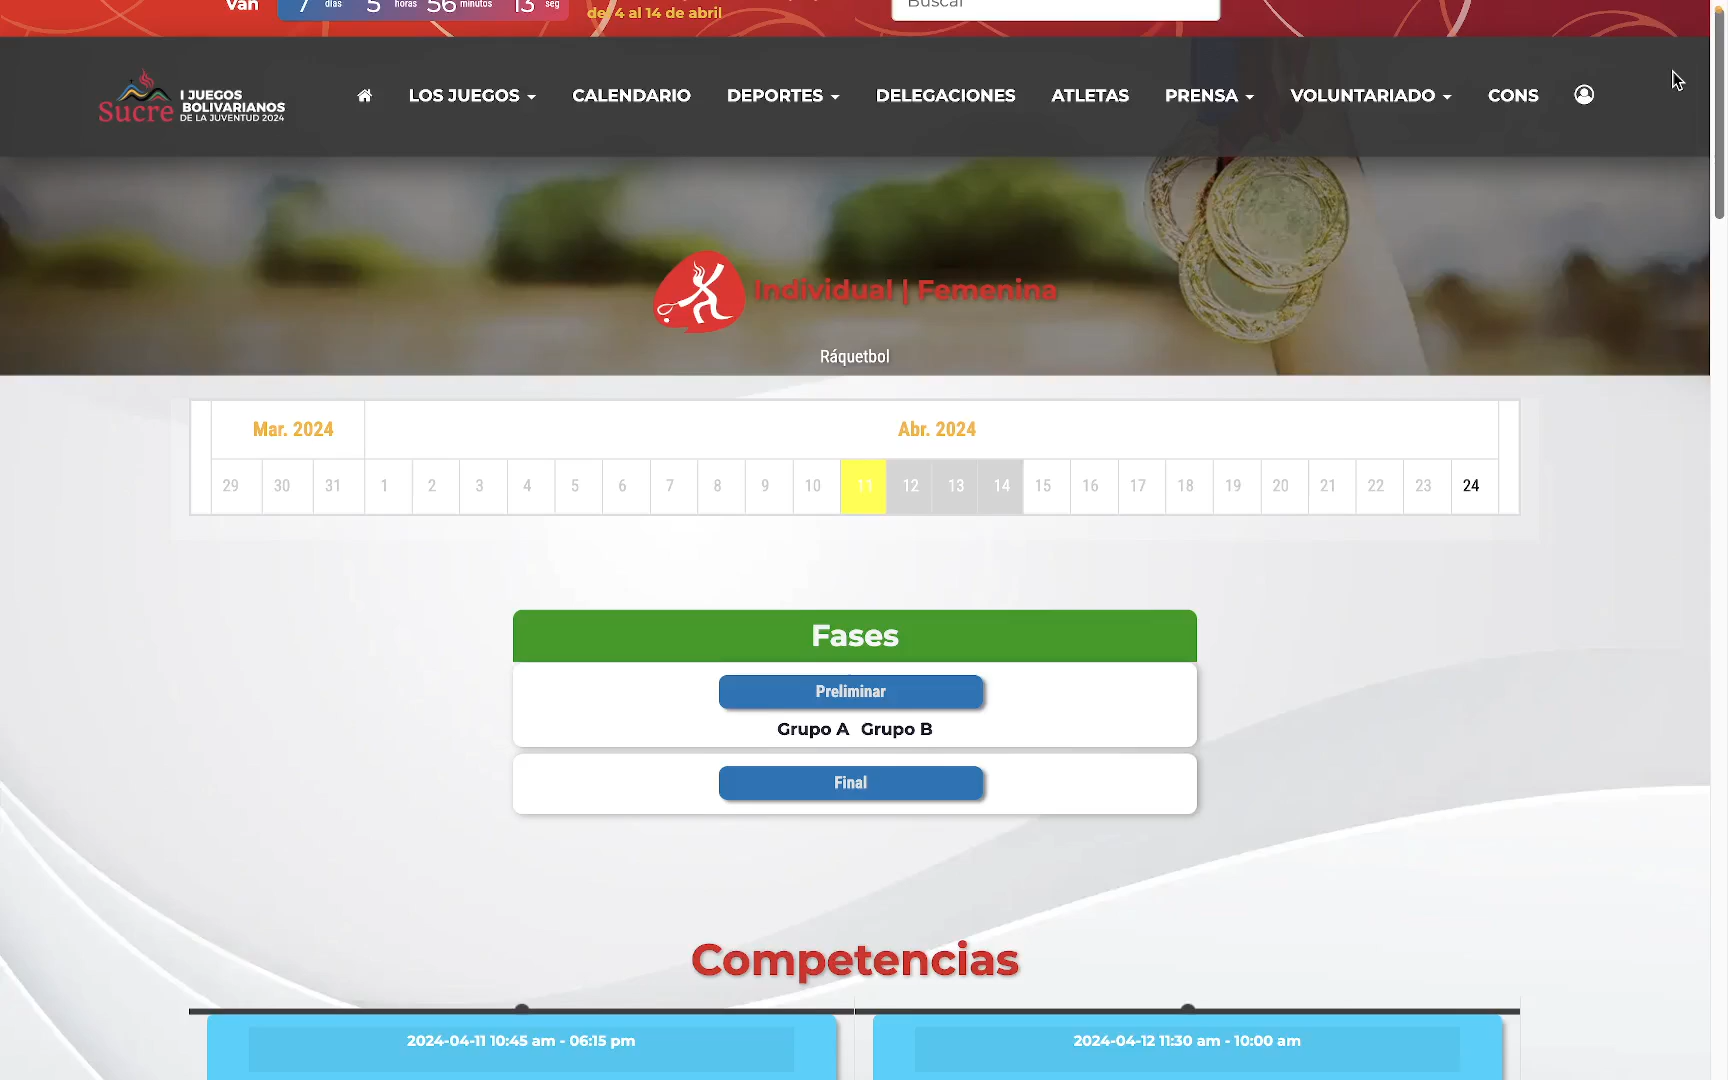 Van 7 días 5 horas 56 minutos 13 seg
de 4 al 14 de abril
Buscar
Sucre I JUEGOS
BOLIVARIANOS
DE LA JUVENTUD 2024
LOS JUEGOS CALENDARIO DEPORTES DELEGACIONES ATLETAS PRENSA VOLUNTARIADO CONS
Individual | Femenina
Ráquetbol
Mar. 2024 Abr. 2024
29 30 31 1 2 3 4 5 6 7 8 9 10 11 12 13 14 15 16 17 18 19 20 21 22 23 24
Fases
Preliminar
Grupo A Grupo B
Final
Competencias
2024-04-11 10:45 am - 06:15 pm
2024-04-12 11:30 am - 10:00 am